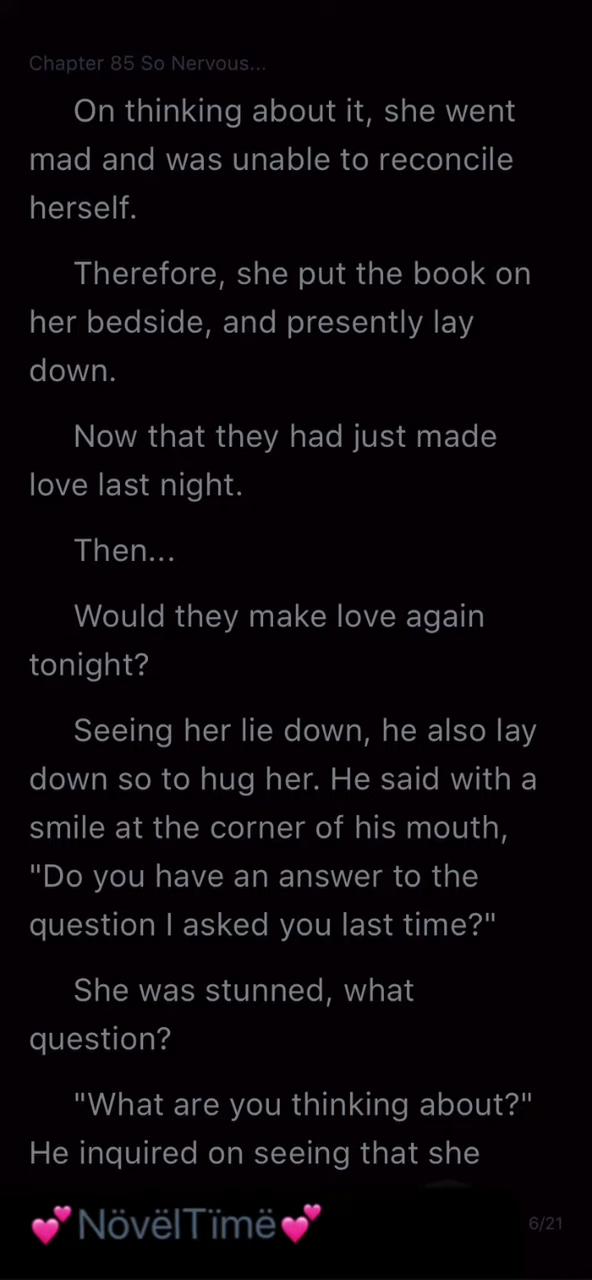 Chapter 85 So Nervous...
On thinking about it, she went
mad and was unable to reconcile
herself.
Therefore, she put the book on
her bedside, and presently lay
down.
Now that they had just made
love last night.
Then...
Would they make love again
tonight?
Seeing her lie down, he also lay
down so to hug her. He said with a
smile at the corner of his mouth,
"Do you have an answer to the
question I asked you last time?"
She was stunned, what
question?
"What are you thinking about?"
He inquired on seeing that she
💕NövëlTïmë💕
6/21